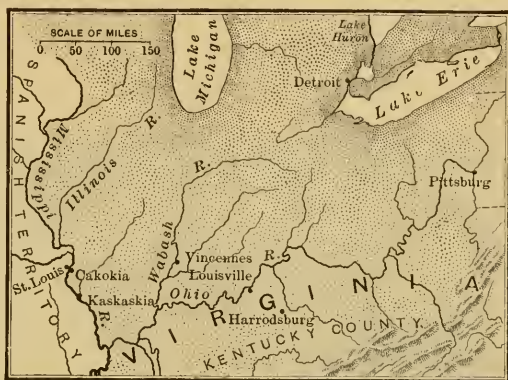 SCALE OF MILES
0 50 100 150
Lake Michigan
Lake Huron
Detroit
Lake Erie
SPANISH TERRITORY
Mississippi R.
Illinois R.
Wabash R.
Pittsburg
Vincennes
Louisville
St. Louis
Cakokia
Kaskaskia
Ohio R.
VIRGINIA
Harrodsburg
KENTUCKY COUNTY